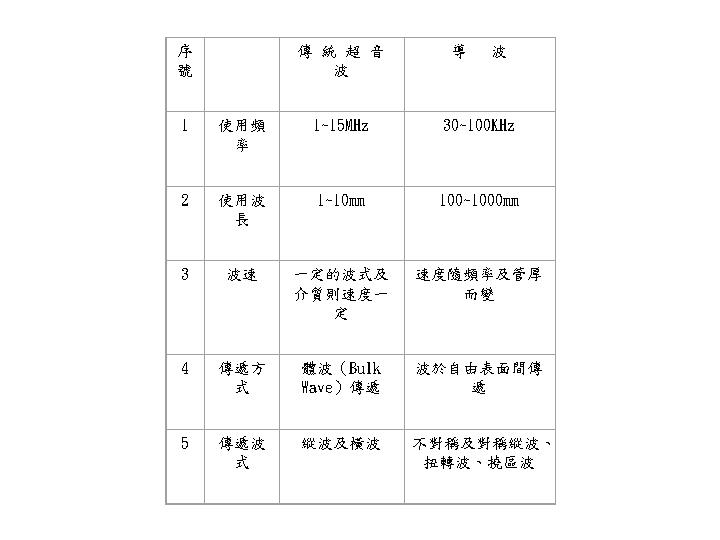 序
號
傳 統 超 音
波
導 波
1
使用頻
率
1~15MHz
30~100KHz
2
使用波
長
1~10mm
100~1000mm
3
波速
一定的波式及
介質則速度一
定
速度隨頻率及管厚
而變
4
傳遞方
式
體波（Bulk
Wave）傳遞
波於自由表面間傳
遞
5
傳遞波
式
縱波及橫波
不對稱及對稱縱波、
扭轉波、撓區波